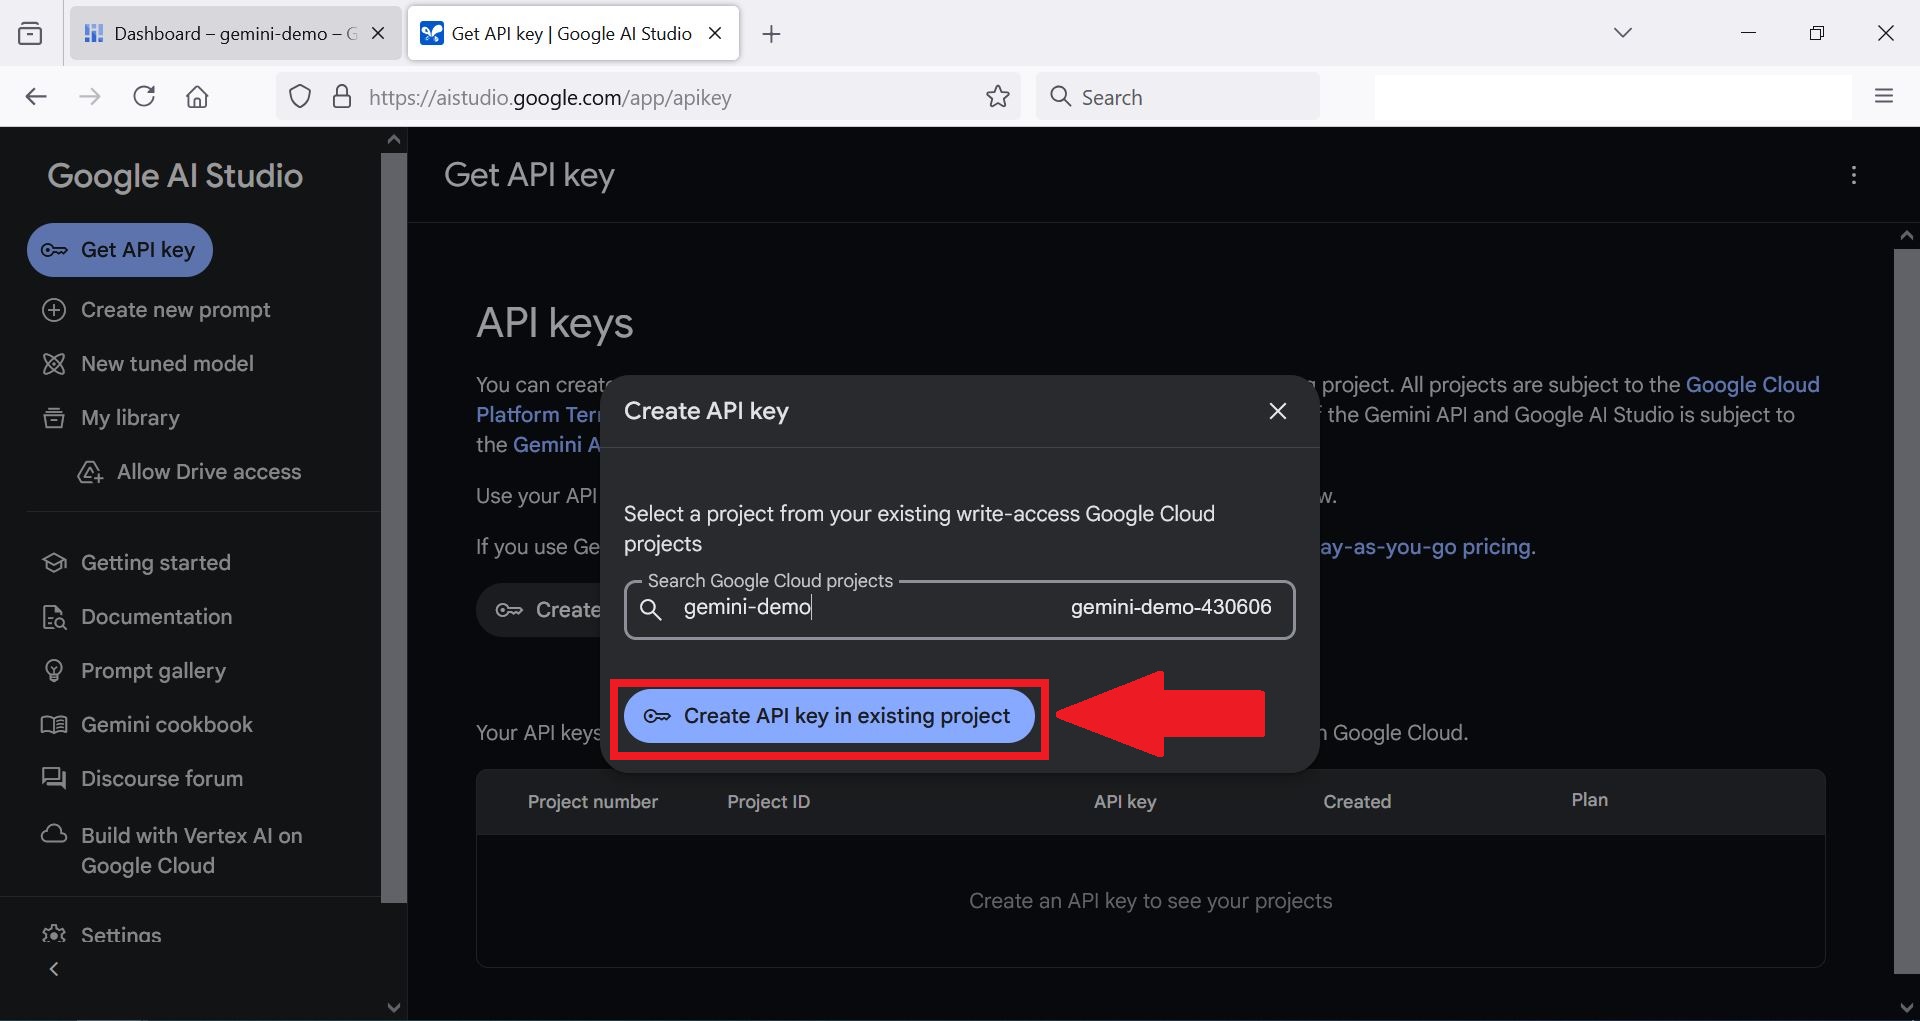 Dashboard – gemini-demo – G
Get API key | Google AI Studio
https://aistudio.google.com/app/apikey
Search
Google AI Studio
Get API key
Create new prompt
New tuned model
My library
Allow Drive access
Getting started
Documentation
Prompt gallery
Gemini cookbook
Discourse forum
Build with Vertex AI on
Google Cloud
Settings
Get API key
API keys
You can create project. All projects are subject to the Google Cloud
Platform Ter the Gemini API and Google AI Studio is subject to
the Gemini A
Use your API w.
If you use Ge ay-as-you-go pricing.
Create
Create API key
Select a project from your existing write-access Google Cloud
projects
Search Google Cloud projects
gemini-demo gemini-demo-430606
Create API key in existing project
Your API keys Google Cloud.
Project number Project ID API key Created Plan
Create an API key to see your projects